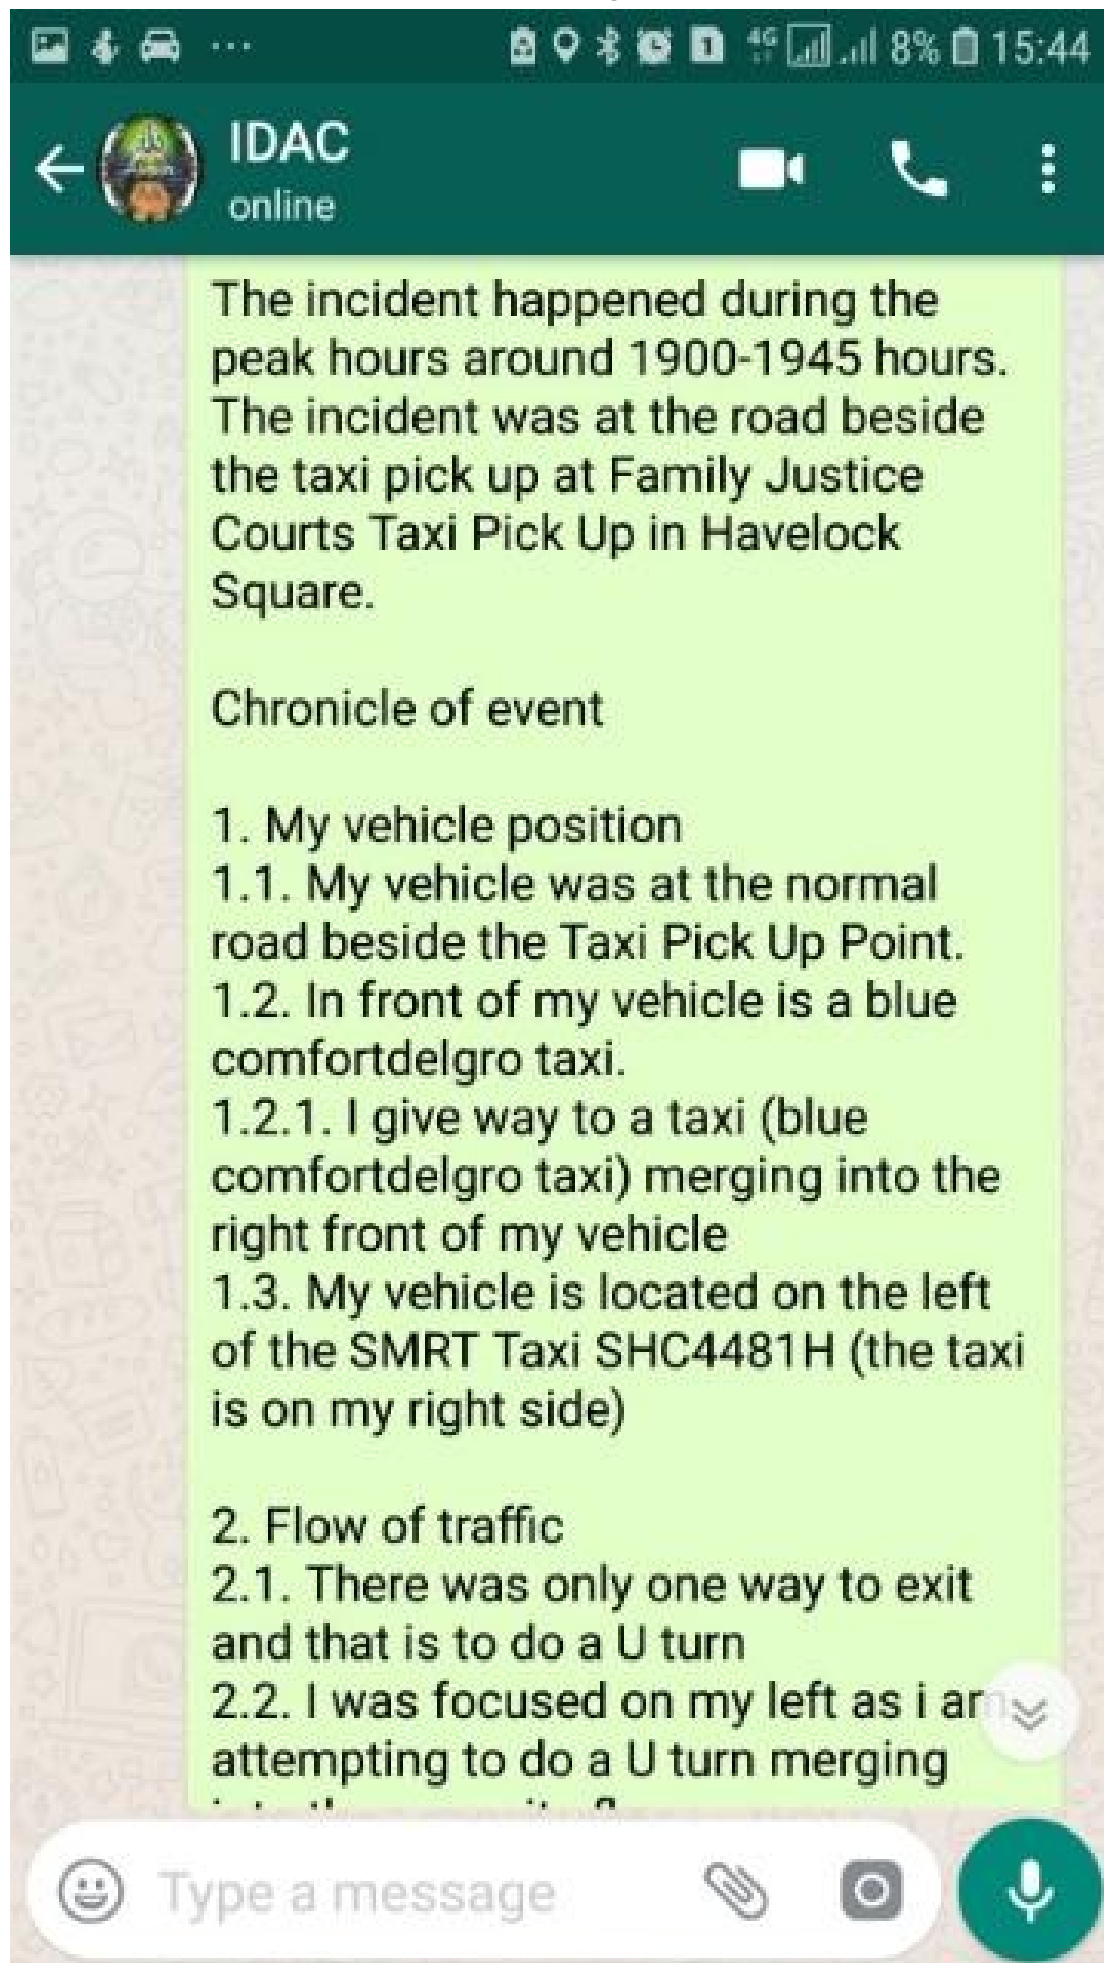 4G 8% 15:44
IDAC
online
The incident happened during the
peak hours around 1900-1945 hours.
The incident was at the road beside
the taxi pick up at Family Justice
Courts Taxi Pick Up in Havelock
Square.
Chronicle of event
1. My vehicle position
1.1. My vehicle was at the normal
road beside the Taxi Pick Up Point.
1.2. In front of my vehicle is a blue
comfortdelgro taxi.
1.2.1. I give way to a taxi (blue
comfortdelgro taxi) merging into the
right front of my vehicle
1.3. My vehicle is located on the left
of the SMRT Taxi SHC4481H (the taxi
is on my right side)
2. Flow of traffic
2.1. There was only one way to exit
and that is to do a U turn
2.2. I was focused on my left as i am
attempting to do a U turn merging
Type a message